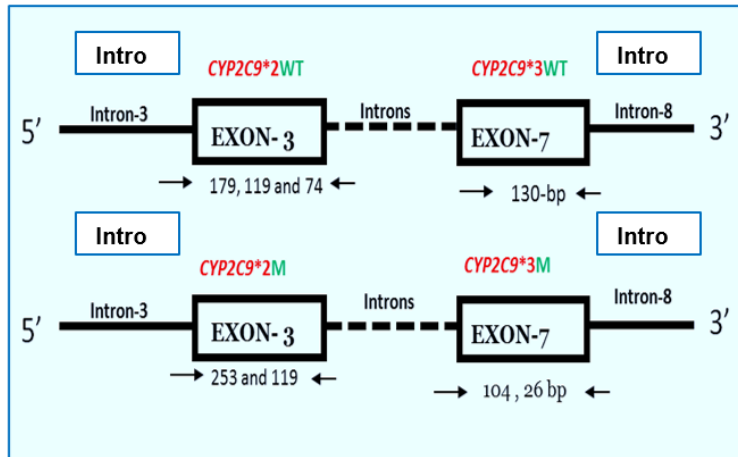 Intro Intro
CYP2C9*2WT CYP2C9*3WT
5' Intron-3 EXON- 3 Introns EXON-7 Intron-8 3'
179, 119 and 74 130-bp
Intro Intro
CYP2C9*2M CYP2C9*3M
5' Intron-3 EXON- 3 Introns EXON-7 Intron-8 3'
253 and 119 104 , 26 bp